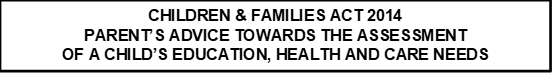 CHILDREN & FAMILIES ACT 2014
PARENT'S ADVICE TOWARDS THE ASSESSMENT
OF A CHILD'S EDUCATION, HEALTH AND CARE NEEDS